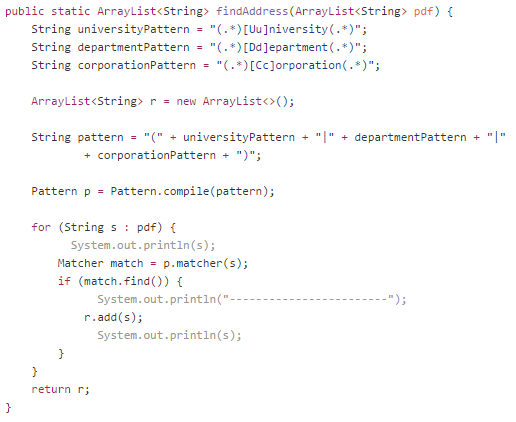 public static ArrayList<String> findAddress(ArrayList<String> pdf) {
    String universityPattern = "(.*)[Uu]niversity(.*)";
    String departmentPattern = "(.*)[Dd]epartment(.*)";
    String corporationPattern = "(.*)[Cc]orporation(.*)";

    ArrayList<String> r = new ArrayList<>();

    String pattern = "(" + universityPattern + "|" + departmentPattern + "|"
            + corporationPattern + ")";

    Pattern p = Pattern.compile(pattern);

    for (String s : pdf) {
          System.out.println(s);
        Matcher match = p.matcher(s);
        if (match.find()) {
              System.out.println("------------------------");
            r.add(s);
              System.out.println(s);
        }
    }
    return r;
}